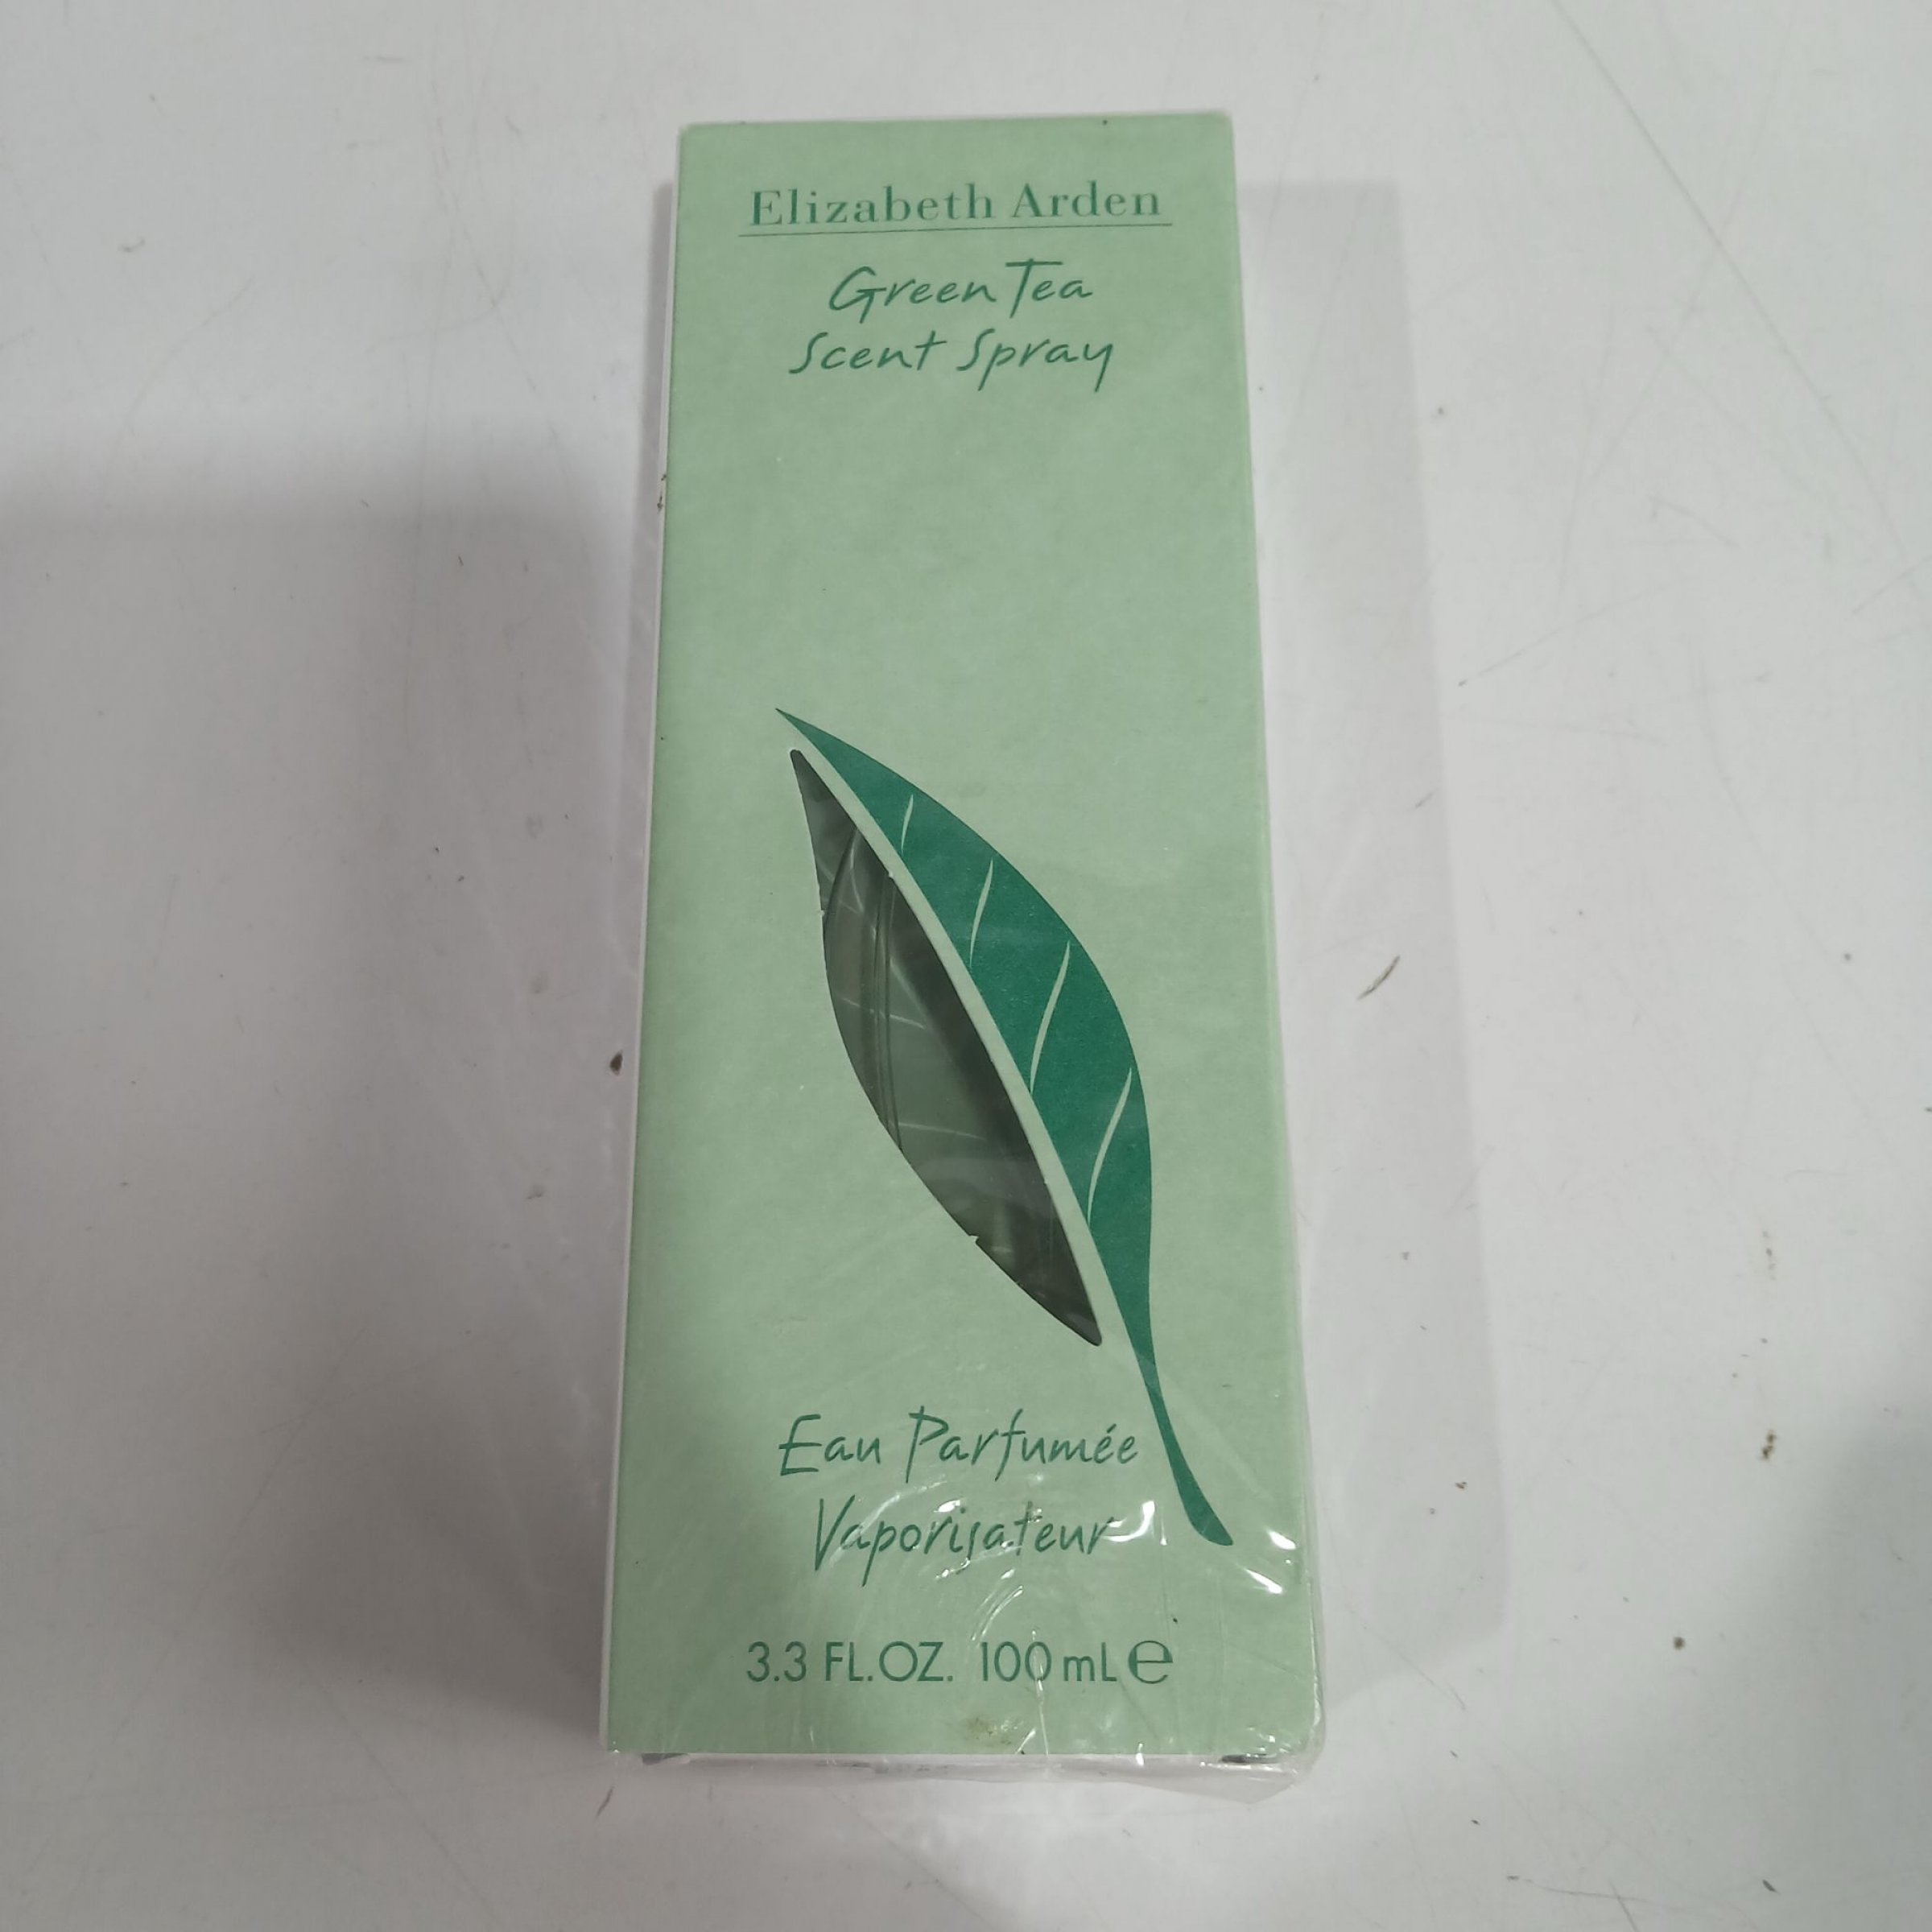 Elizabeth Arden
Green Tea
Scent Spray
Eau Parfumée
Vaporisateur
3.3 FL.OZ. 100 mL ℮